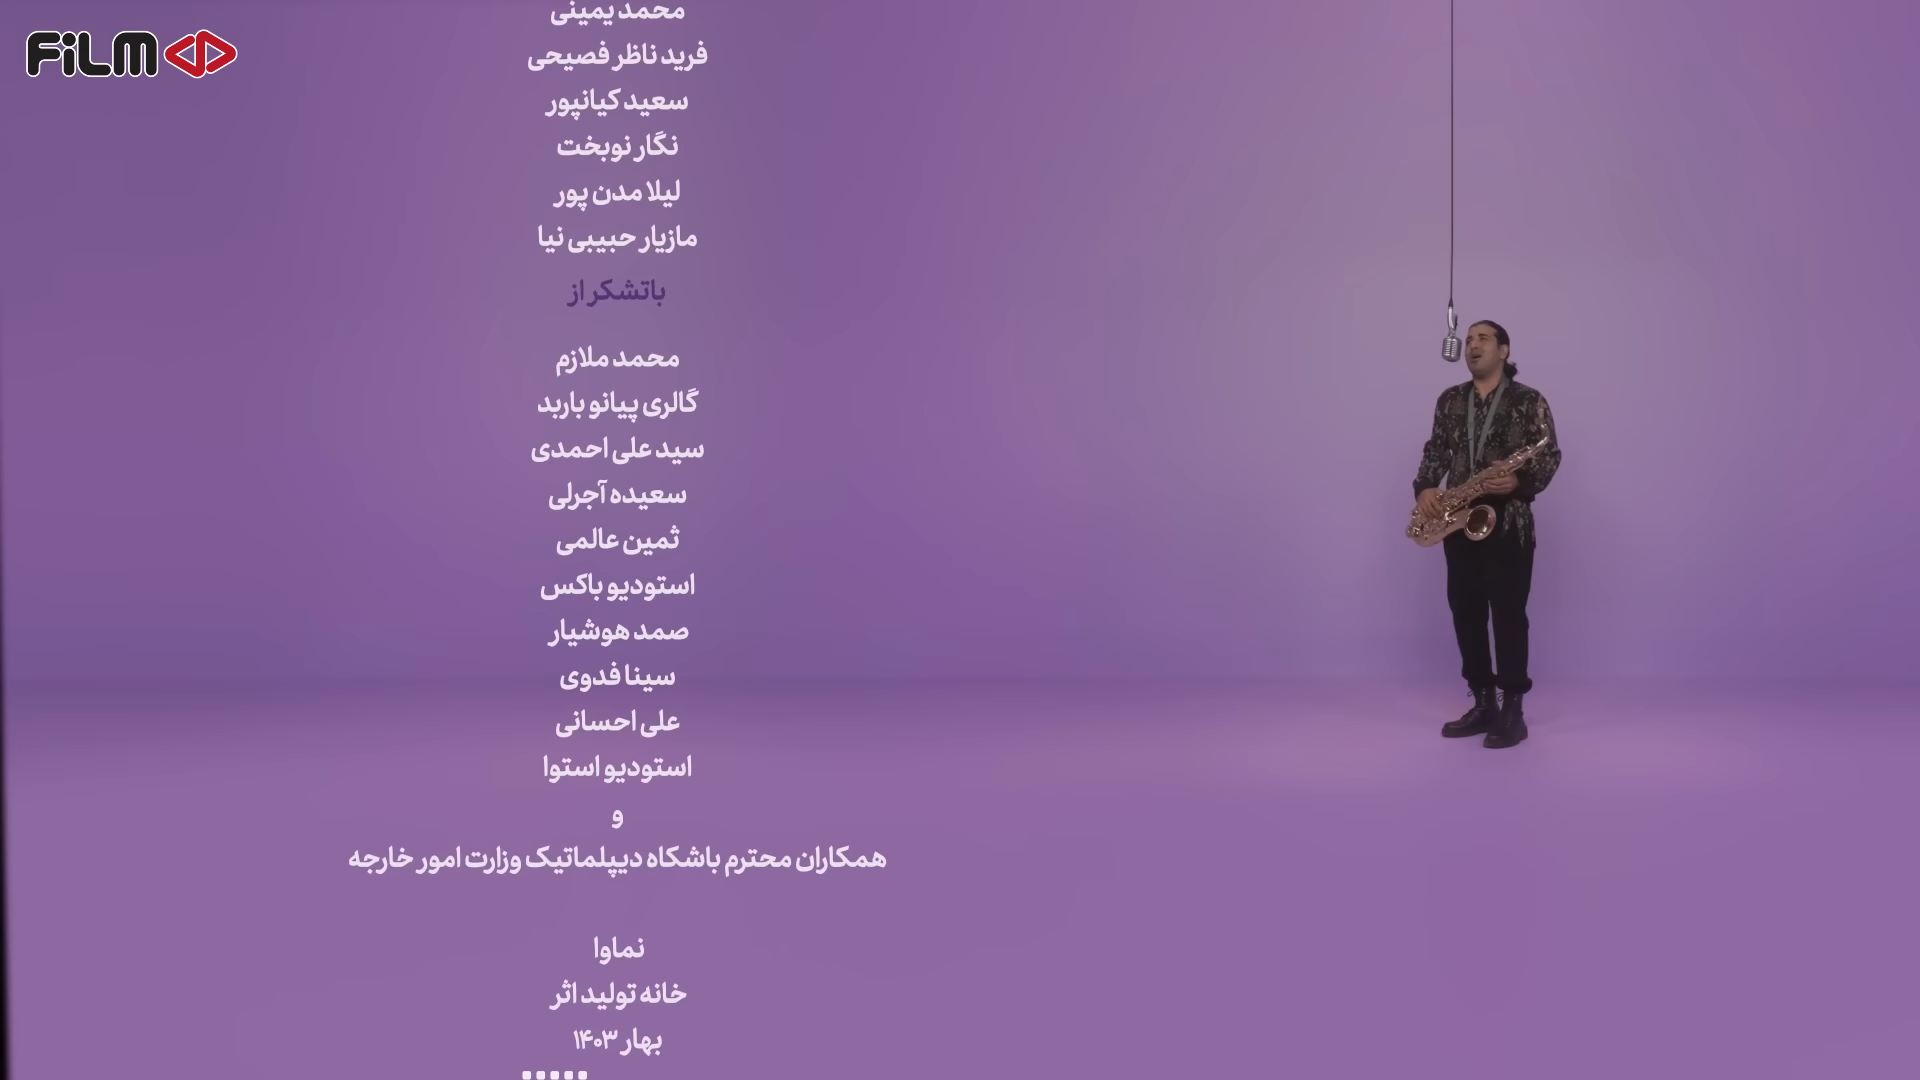 FiLM
محمد یمینی
فرید ناظر فصیحی
سعید کیانپور
نگار نوبخت
لیلا مدن پور
مازیار حبیبی نیا
باتشکر از
محمد ملازم
گالری پیانو باربد
سید علی احمدی
سعیده آجرلی
ثمین عالمی
استودیو باکس
صمد هوشیار
سینا فدوی
علی احسانی
استودیو استوا
و
همکاران محترم باشگاه دیپلماتیک وزارت امور خارجه
نماوا
خانه تولید اثر
بهار ۱۴۰۳